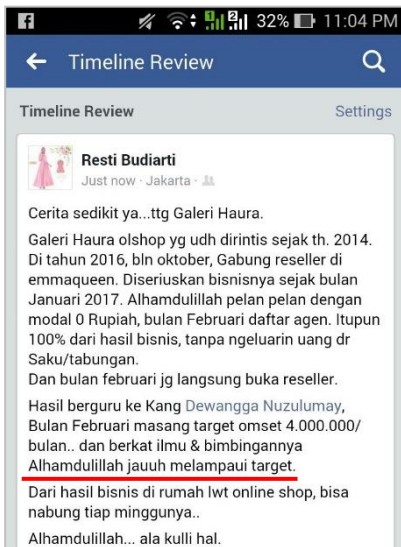 32% 11:04 PM
Timeline Review
Timeline Review Settings
Resti Budiarti
Just now · Jakarta ·
Cerita sedikit ya...ttg Galeri Haura.
Galeri Haura olshop yg udh dirintis sejak th. 2014.
Di tahun 2016, bln oktober, Gabung reseller di
emmaqueen. Diseriuskan bisnisnya sejak bulan
Januari 2017. Alhamdulillah pelan pelan dengan
modal 0 Rupiah, bulan Februari daftar agen. Itupun
100% dari hasil bisnis, tanpa ngeluarin uang dr
Saku/tabungan.
Dan bulan februari jg langsung buka reseller.
Hasil berguru ke Kang Dewangga Nuzulumay,
Bulan Februari masang target omset 4.000.000/
bulan.. dan berkat ilmu & bimbingannya
Alhamdulillah jauuh melampaui target.
Dari hasil bisnis di rumah lwt online shop, bisa
nabung tiap minggunya..
Alhamdulillah... ala kulli hal.